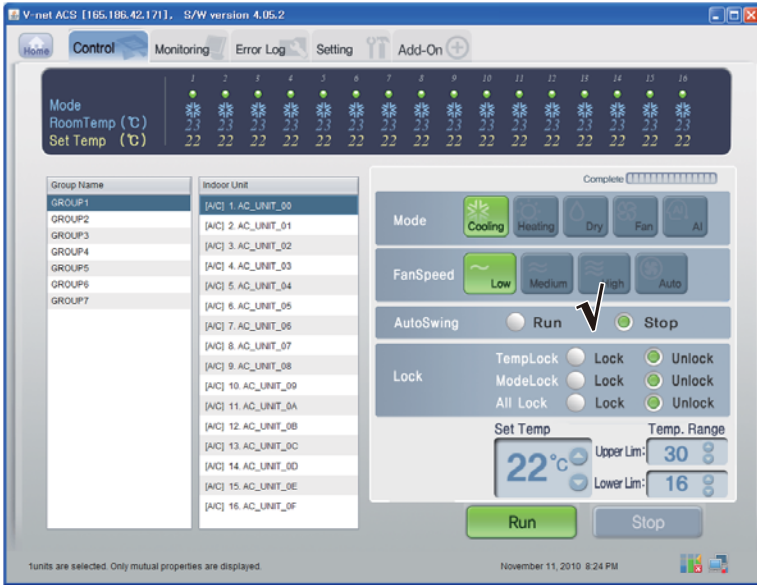 V-net ACS [165.186.42.171], S/W version 4.05.2
Home Control Monitoring Error Log Setting Add-On
1 2 3 4 5 6 7 8 9 10 11 12 13 14 15 16
Mode
RoomTemp (℃) 23 23 23 23 23 23 23 23 23 23 23 23 23 23 23 23
Set Temp (℃) 22 22 22 22 22 22 22 22 22 22 22 22 22 22 22 22
Group Name
GROUP1
GROUP2
GROUP3
GROUP4
GROUP5
GROUP6
GROUP7
Indoor Unit
[A/C] 1. AC_UNIT_00
[A/C] 2. AC_UNIT_01
[A/C] 3. AC_UNIT_02
[A/C] 4. AC_UNIT_03
[A/C] 5. AC_UNIT_04
[A/C] 6. AC_UNIT_05
[A/C] 7. AC_UNIT_06
[A/C] 8. AC_UNIT_07
[A/C] 9. AC_UNIT_08
[A/C] 10. AC_UNIT_09
[A/C] 11. AC_UNIT_0A
[A/C] 12. AC_UNIT_0B
[A/C] 13. AC_UNIT_0C
[A/C] 14. AC_UNIT_0D
[A/C] 15. AC_UNIT_0E
[A/C] 16. AC_UNIT_0F
Complete
Mode Cooling Heating Dry Fan AI
FanSpeed Low Medium High Auto
AutoSwing Run Stop
Lock
TempLock Lock Unlock
ModeLock Lock Unlock
All Lock Lock Unlock
Set Temp Temp. Range
22°C
Upper Lim: 30
Lower Lim: 16
Run Stop
1units are selected. Only mutual properties are displayed. November 11, 2010 8:24 PM